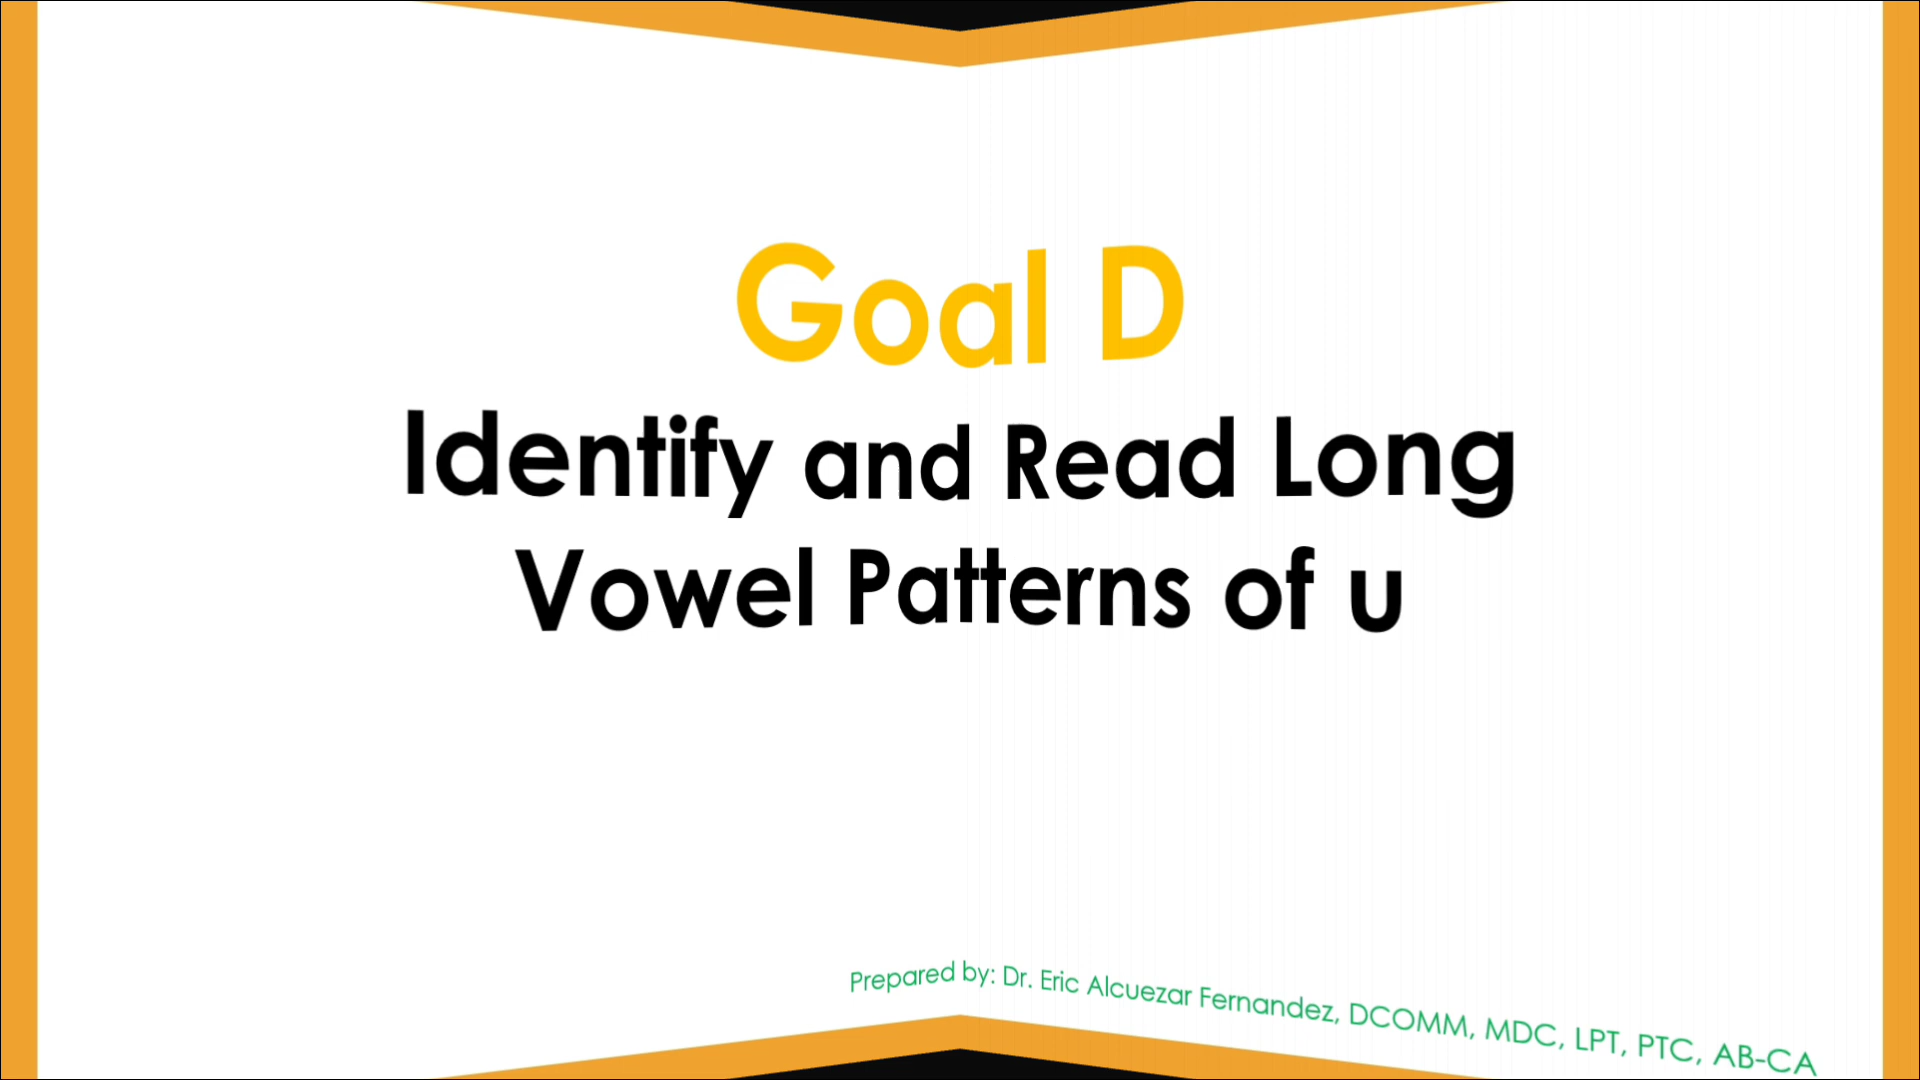 Goal D
Identify and Read Long
Vowel Patterns of u
Prepared by: Dr. Eric Alcuezar Fernandez, DCOMM, MDC, LPT, PTC, AB-CA